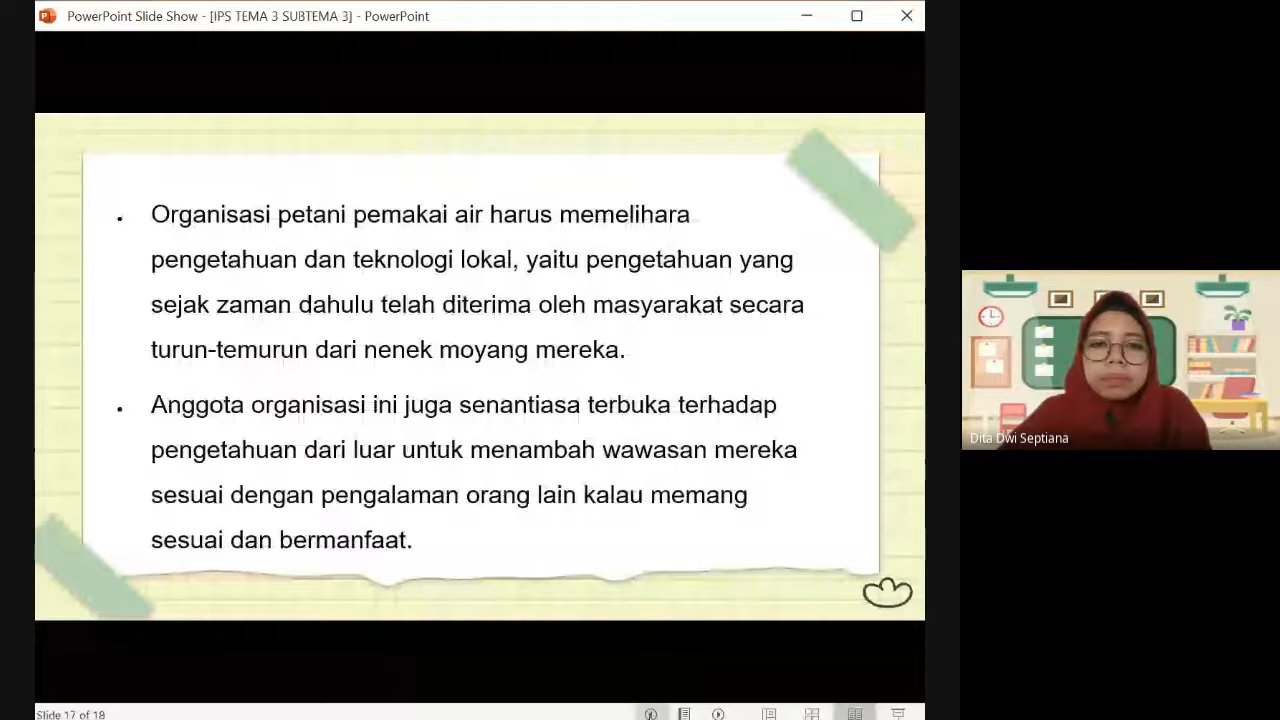 PowerPoint Slide Show - [IPS TEMA 3 SUBTEMA 3] - PowerPoint
Organisasi petani pemakai air harus memelihara
pengetahuan dan teknologi lokal, yaitu pengetahuan yang
sejak zaman dahulu telah diterima oleh masyarakat secara
turun-temurun dari nenek moyang mereka.
Anggota organisasi ini juga senantiasa terbuka terhadap
pengetahuan dari luar untuk menambah wawasan mereka
sesuai dengan pengalaman orang lain kalau memang
sesuai dan bermanfaat.
Dita Dwi Septiana
Slide 17 of 18